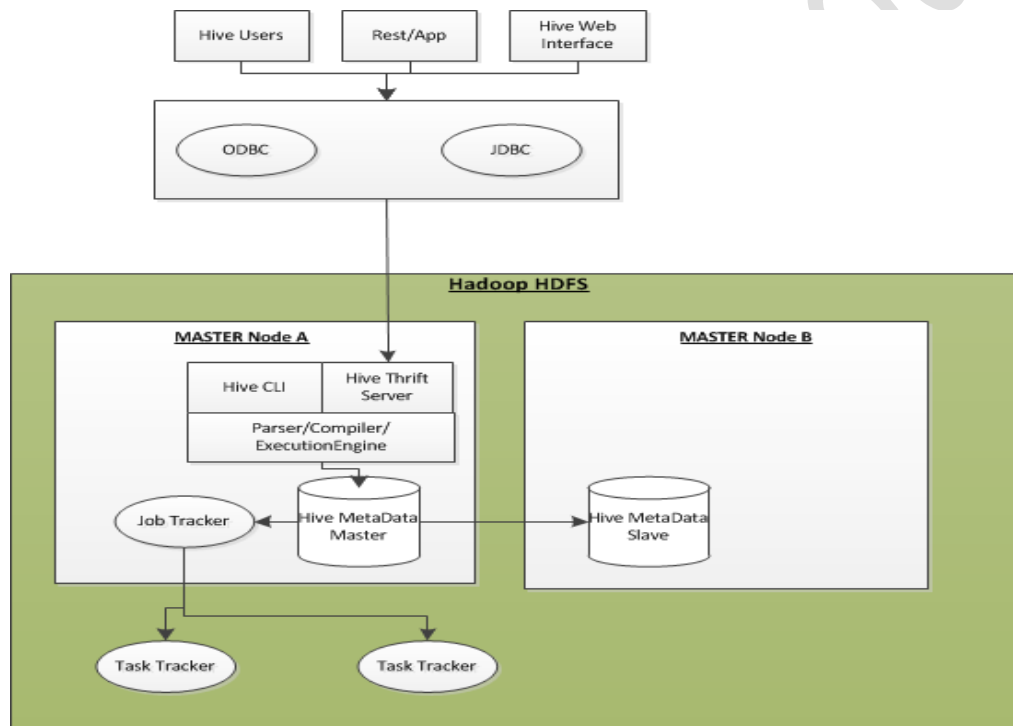 Hive Users
Rest/App
Hive Web
Interface
ODBC
JDBC
Hadoop HDFS
MASTER Node A
MASTER Node B
Hive CLI
Hive Thrift
Server
Parser/Compiler/
ExecutionEngine
Job Tracker
Hive MetaData
Master
Hive MetaData
Slave
Task Tracker
Task Tracker